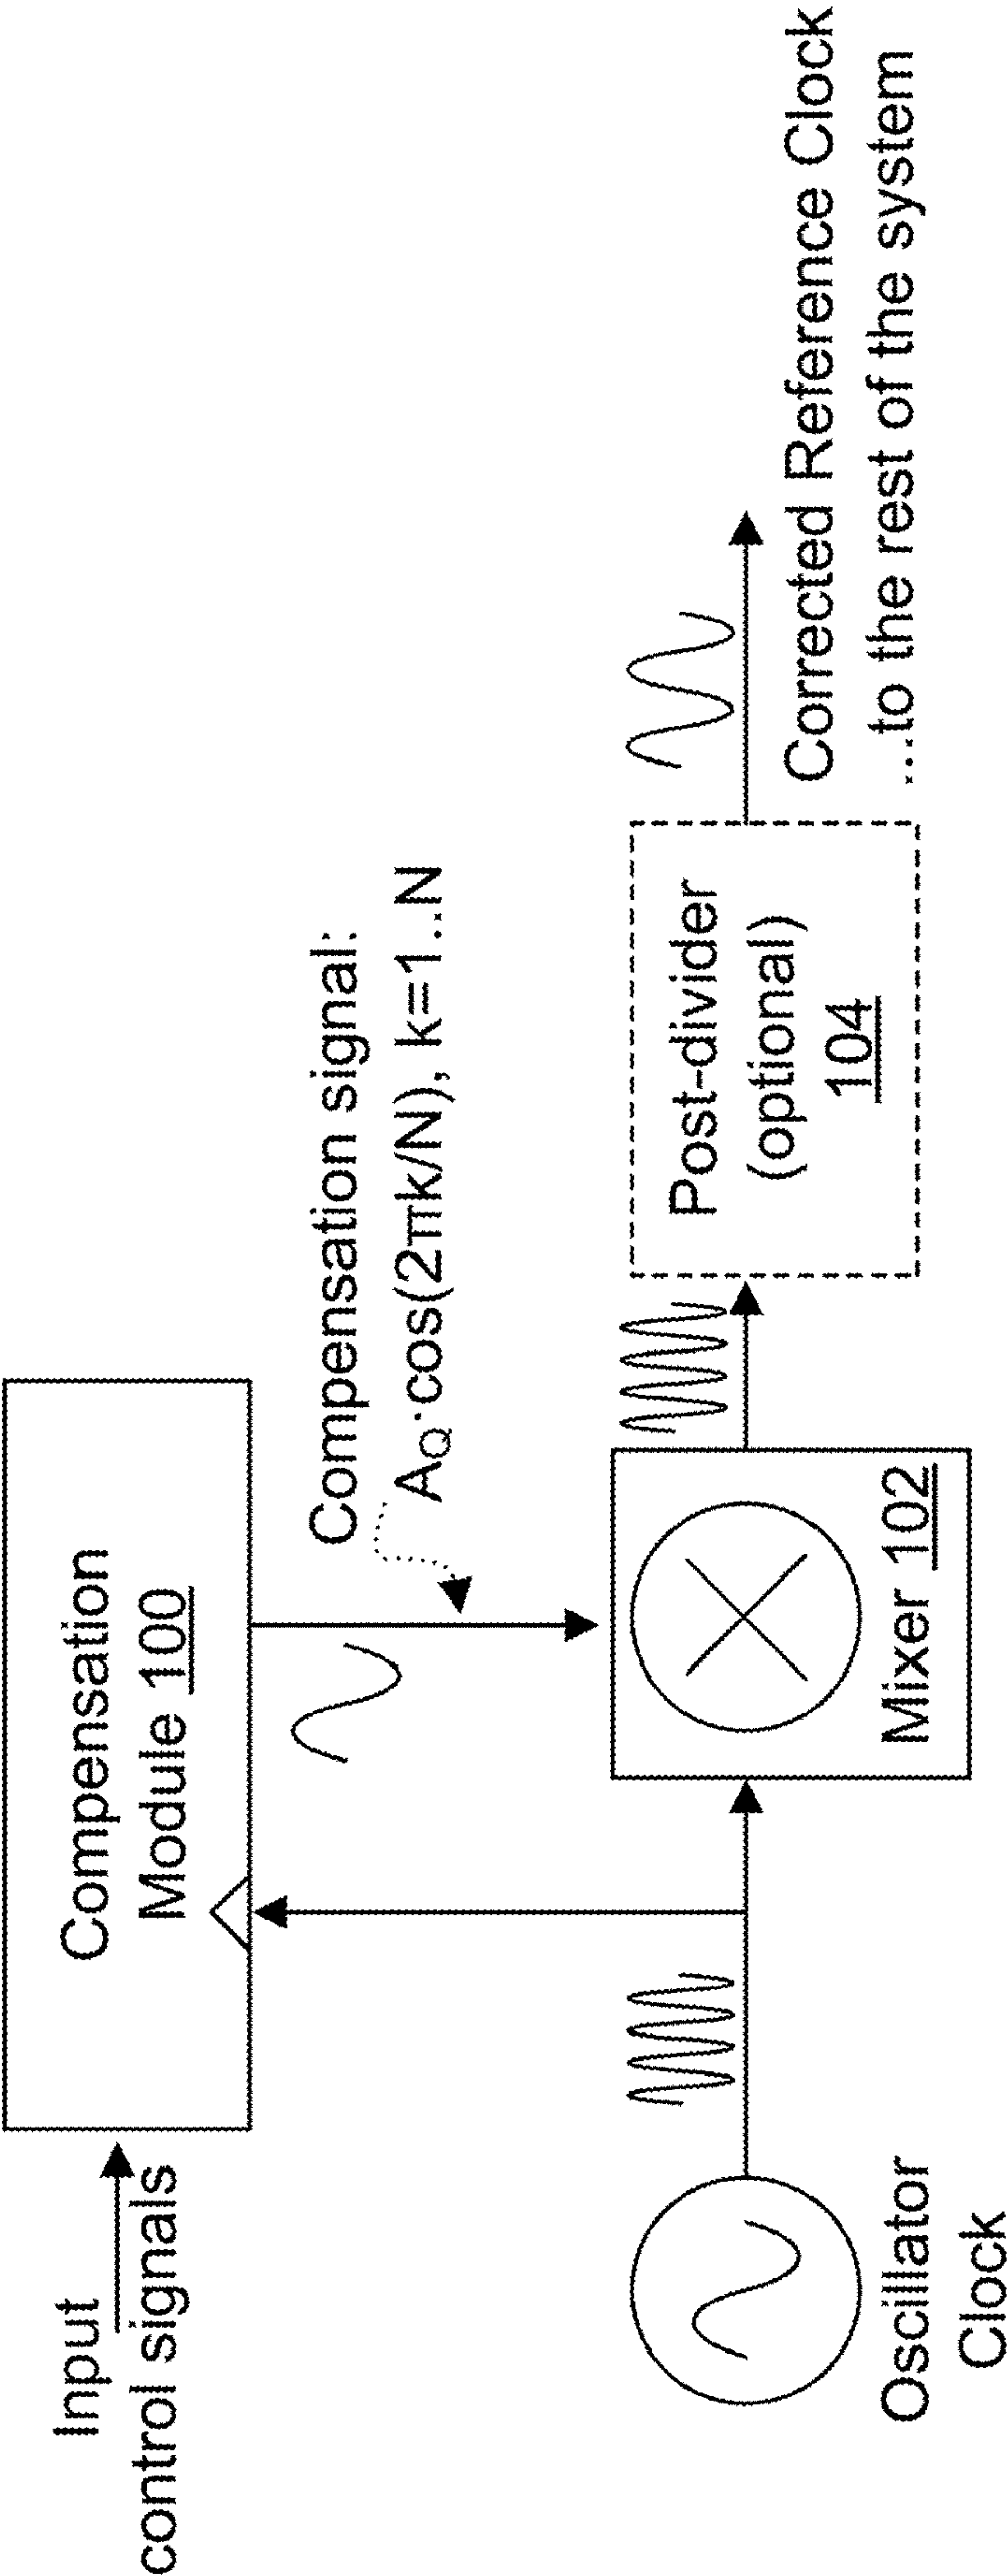 Input
control signals
Compensation
Module 100
Compensation signal:
A_Q·cos(2πk/N), k=1..N
Oscillator
Clock
Mixer 102
Post-divider
(optional)
104
Corrected Reference Clock
...to the rest of the system